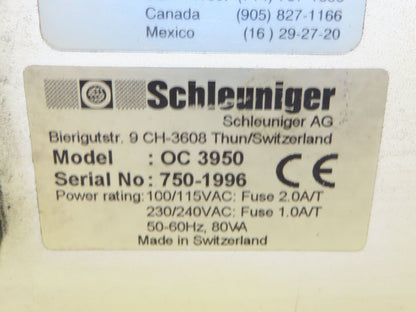 Canada (905) 827-1166
Mexico (16) 29-27-20
Schleuniger
Schleuniger AG
Bierigutstr. 9 CH-3608 Thun/Switzerland
Model : OC 3950
Serial No : 750-1996
CE
Power rating: 100/115VAC: Fuse 2.0A/T
230/240VAC: Fuse 1.0A/T
50-60Hz, 80VA
Made in Switzerland